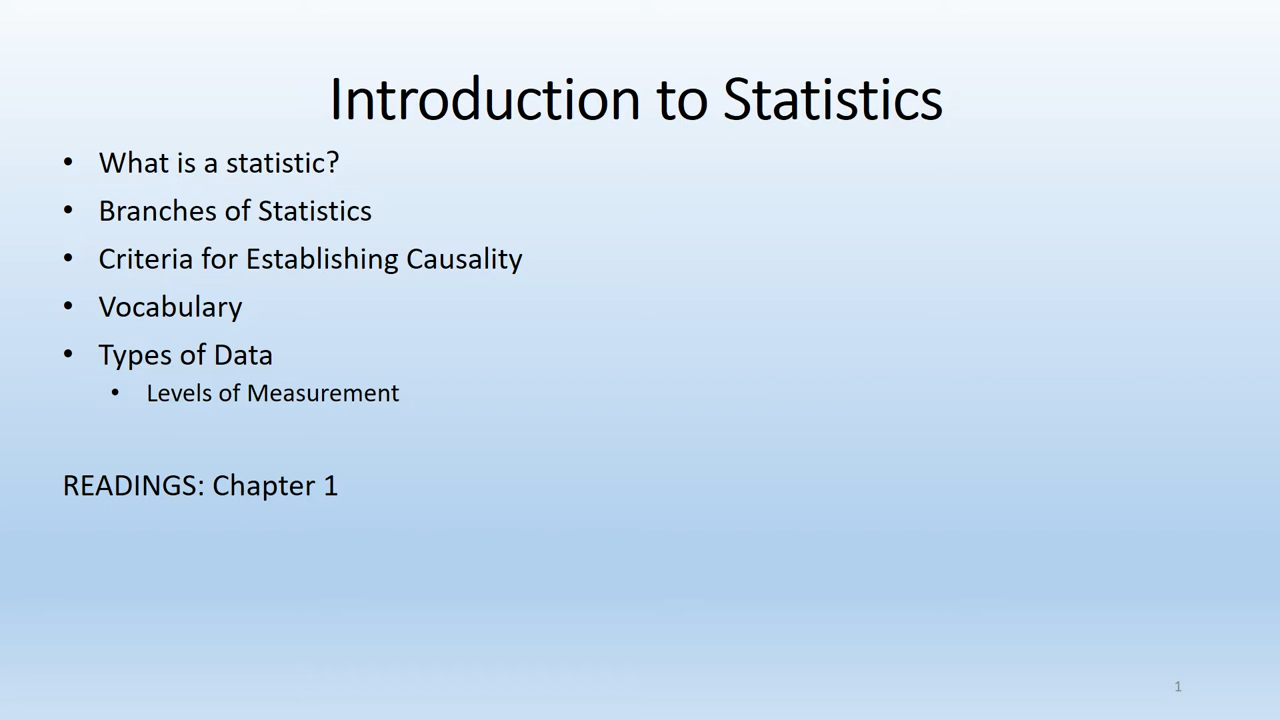 Introduction to Statistics
• What is a statistic?
• Branches of Statistics
• Criteria for Establishing Causality
• Vocabulary
• Types of Data
• Levels of Measurement
READINGS: Chapter 1
1